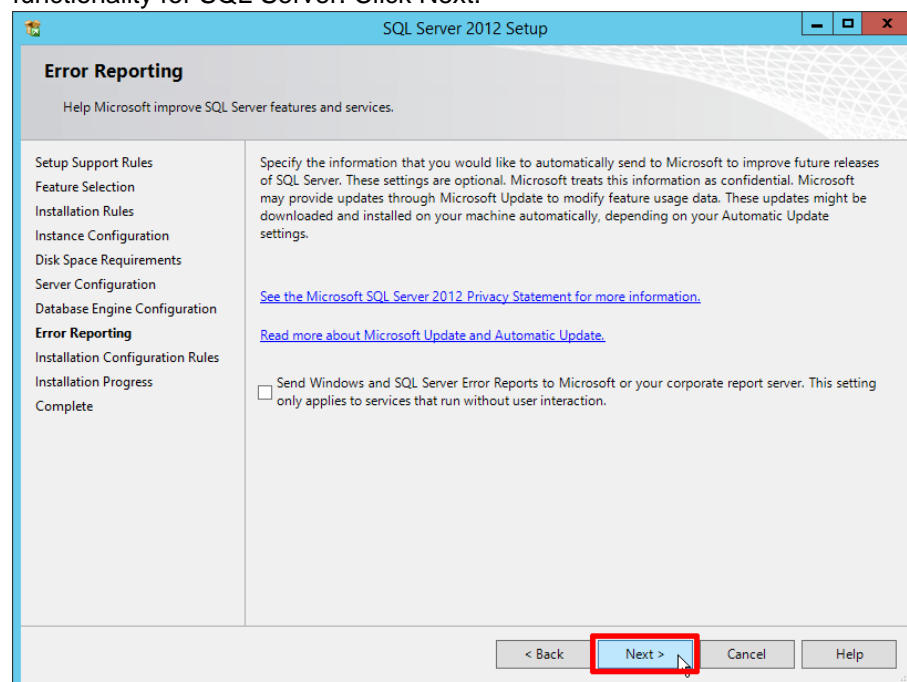 functionality for SQL Server. Click Next.
SQL Server 2012 Setup
Error Reporting
Help Microsoft improve SQL Server features and services.
Setup Support Rules
Feature Selection
Installation Rules
Instance Configuration
Disk Space Requirements
Server Configuration
Database Engine Configuration
Error Reporting
Installation Configuration Rules
Installation Progress
Complete
Specify the information that you would like to automatically send to Microsoft to improve future releases
of SQL Server. These settings are optional. Microsoft treats this information as confidential. Microsoft
may provide updates through Microsoft Update to modify feature usage data. These updates might be
downloaded and installed on your machine automatically, depending on your Automatic Update
settings.
See the Microsoft SQL Server 2012 Privacy Statement for more information.
Read more about Microsoft Update and Automatic Update.
Send Windows and SQL Server Error Reports to Microsoft or your corporate report server. This setting
only applies to services that run without user interaction.
< Back
Next >
Cancel
Help